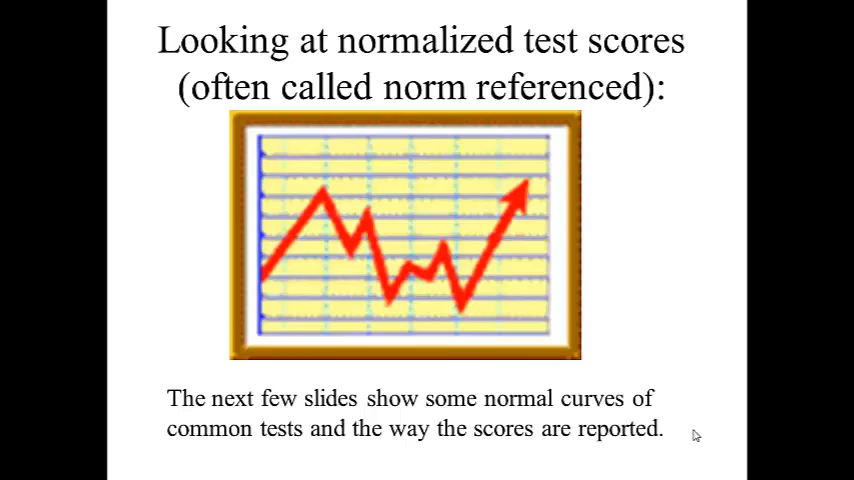 Looking at normalized test scores
(often called norm referenced):
The next few slides show some normal curves of
common tests and the way the scores are reported.